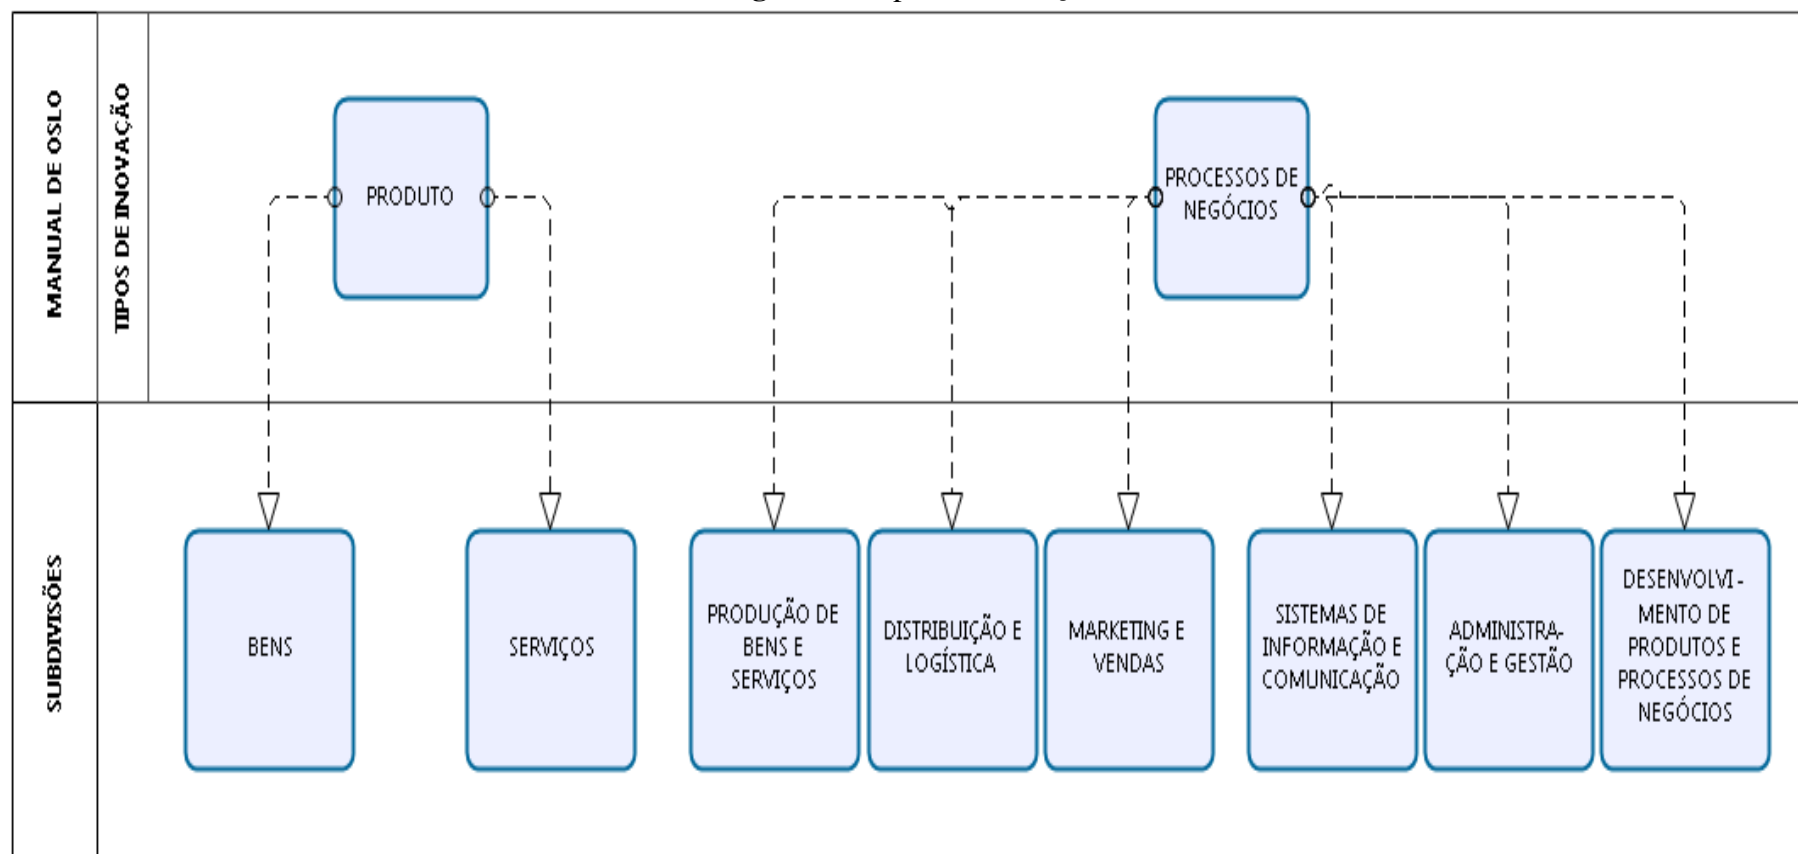 MANUAL DE OSLO
TIPOS DE INOVAÇÃO
PRODUTO
PROCESSOS DE
NEGÓCIOS
SUBDIVISÕES
BENS
SERVIÇOS
PRODUÇÃO DE
BENS E
SERVIÇOS
DISTRIBUIÇÃO E
LOGÍSTICA
MARKETING E
VENDAS
SISTEMAS DE
INFORMAÇÃO E
COMUNICAÇÃO
ADMINISTRA-
ÇÃO E GESTÃO
DESENVOLVI -
MENTO DE
PRODUTOS E
PROCESSOS DE
NEGÓCIOS